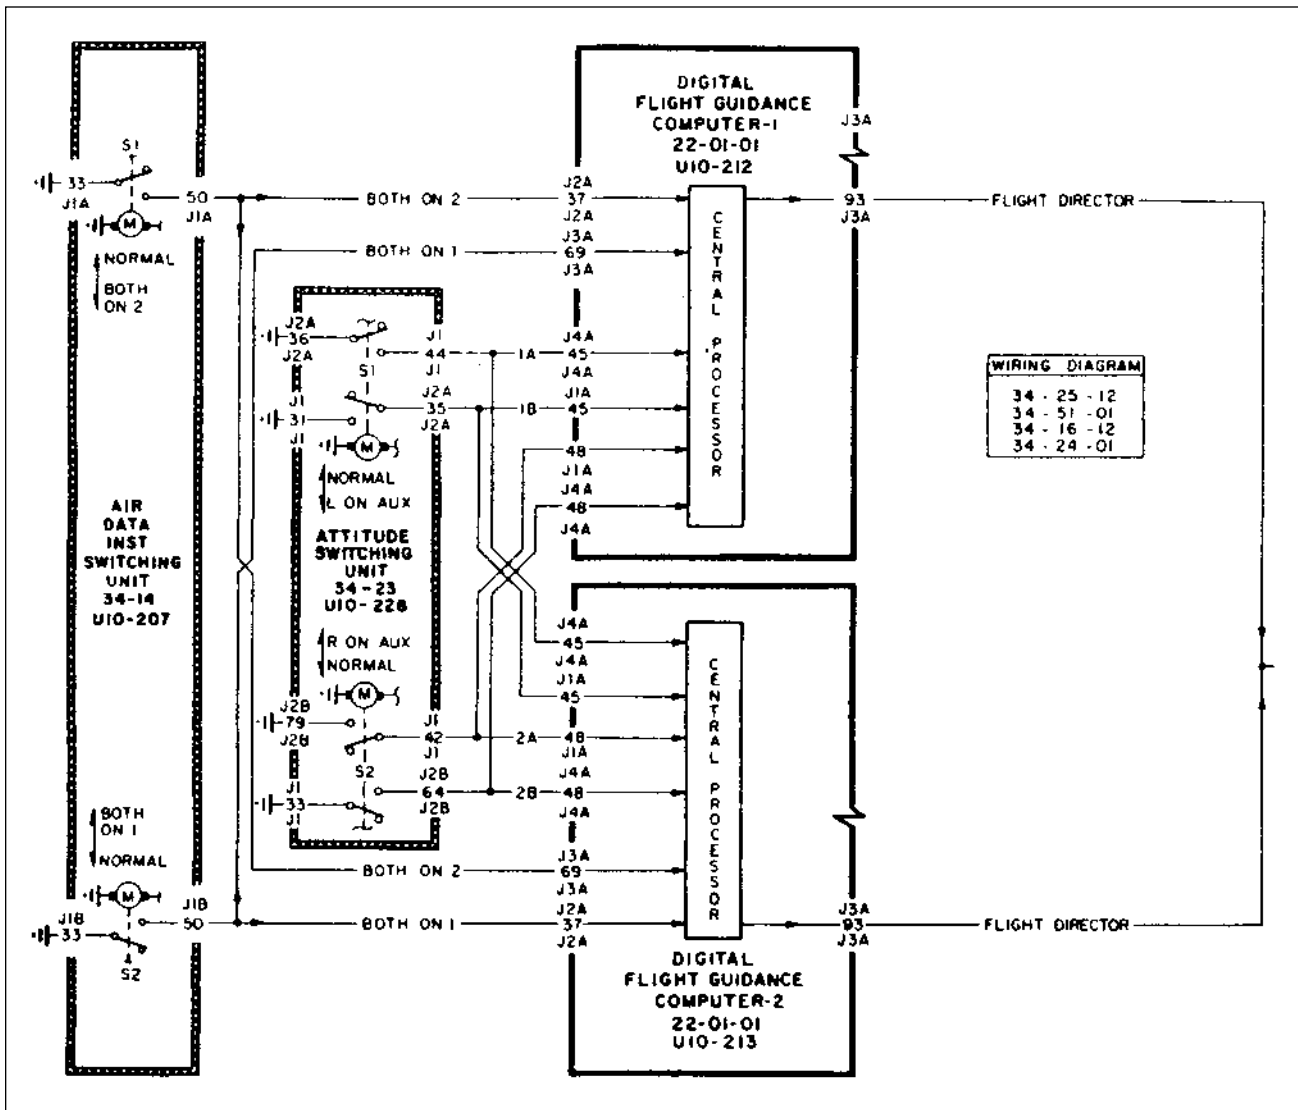 DIGITAL
FLIGHT GUIDANCE
COMPUTER-1
22-01-01
U10-212
J3A
S1
33
J1A
50
J1A
M
NORMAL
BOTH
ON 2
BOTH ON 2
J2A
37
J2A
BOTH ON 1
J3A
69
J3A
93
J3A
FLIGHT DIRECTOR
CENTRAL PROCESSOR
J2A
36
J2A
J1
44
J1
1A
J4A
45
J4A
S1
J1
31
J1
J2A
35
J2A
1B
J1A
45
48
J1A
J4A
48
J4A
M
NORMAL
L ON AUX
WIRING DIAGRAM
34-25-12
34-51-01
34-16-12
34-24-01
AIR
DATA
INST
SWITCHING
UNIT
34-14
U10-207
ATTITUDE
SWITCHING
UNIT
34-23
U10-228
R ON AUX
NORMAL
M
J4A
45
J4A
J1A
45
CENTRAL PROCESSOR
J2B
79
J2B
J1
42
J1
2A
48
J1A
S2
J1
33
J1
J2B
64
J2B
2B
J4A
48
J4A
BOTH
ON 1
NORMAL
M
BOTH ON 2
J3A
69
J3A
J1B
33
J1B
50
S2
BOTH ON 1
J2A
37
J2A
J3A
93
J3A
FLIGHT DIRECTOR
DIGITAL
FLIGHT GUIDANCE
COMPUTER-2
22-01-01
U10-213